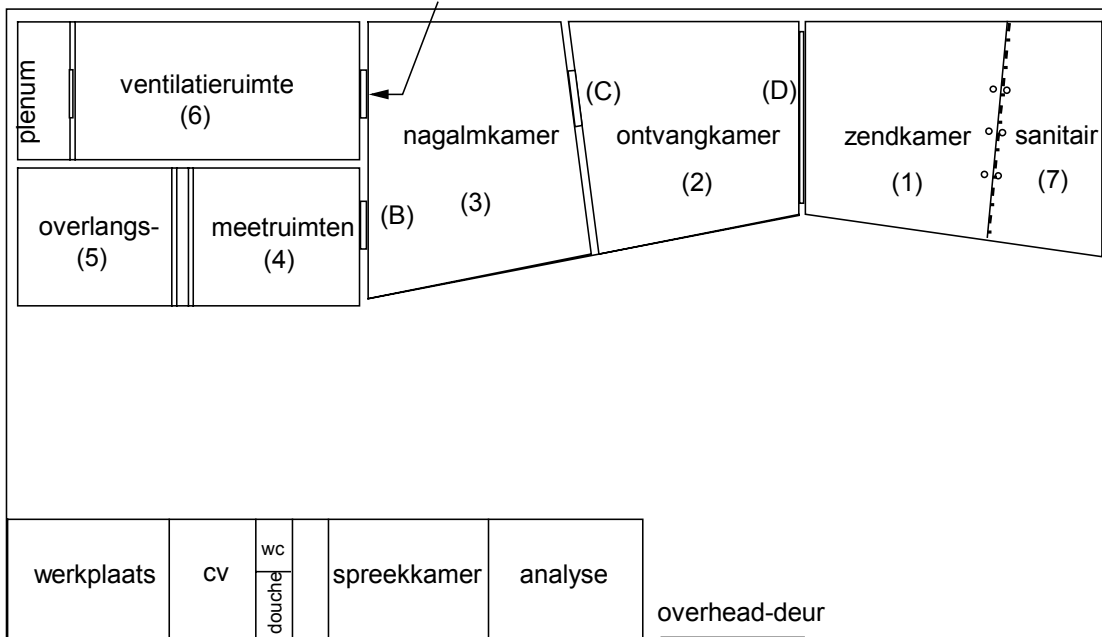 plenum
ventilatieruimte
(6)
overlangs-
(5)
meetruimten
(4)
(B)
nagalmkamer
(3)
(C)
ontvangkamer
(2)
(D)
zendkamer
(1)
sanitair
(7)
werkplaats
cv
wc
douche
spreekkamer
analyse
overhead-deur